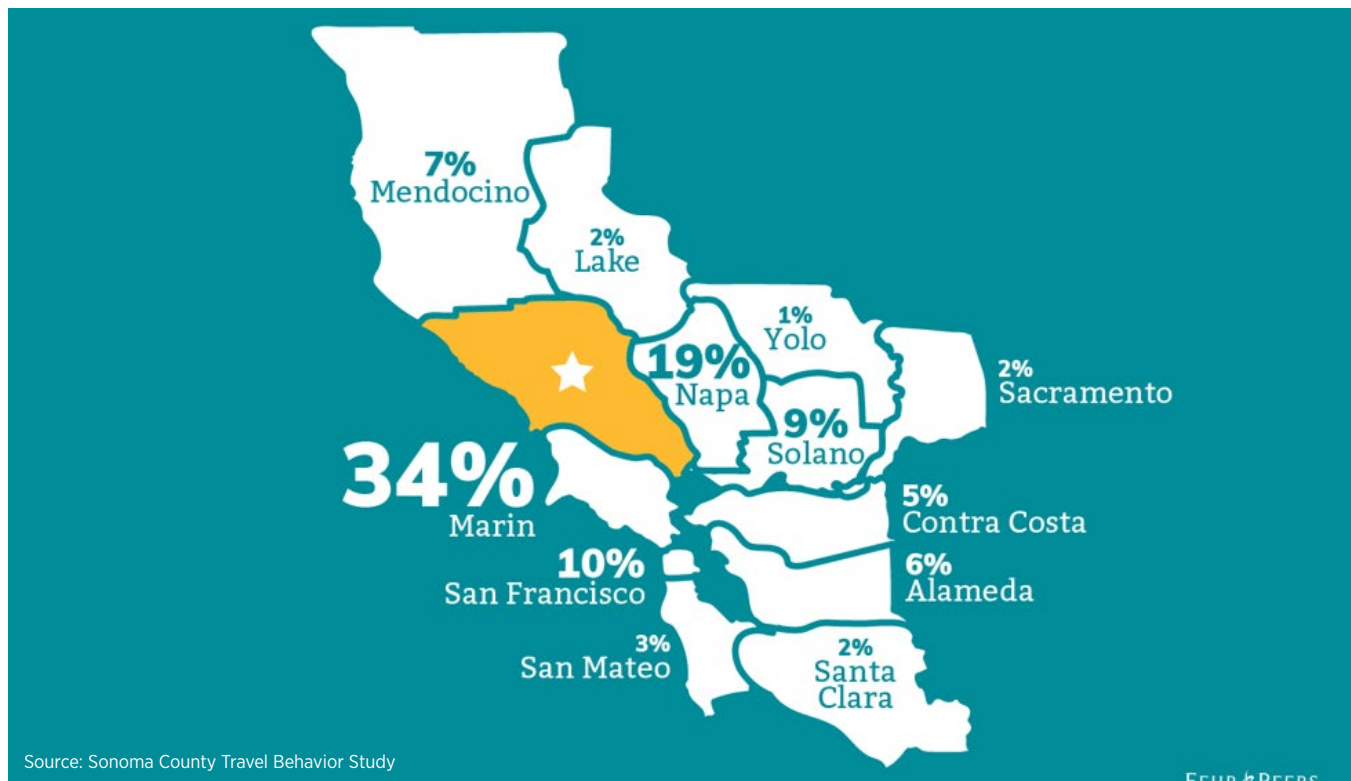 7%
Mendocino
2%
Lake
1%
Yolo
19%
Napa
2%
Sacramento
9%
Solano
34%
Marin
5%
Contra Costa
10%
San Francisco
6%
Alameda
3%
San Mateo
2%
Santa
Clara
Source: Sonoma County Travel Behavior Study